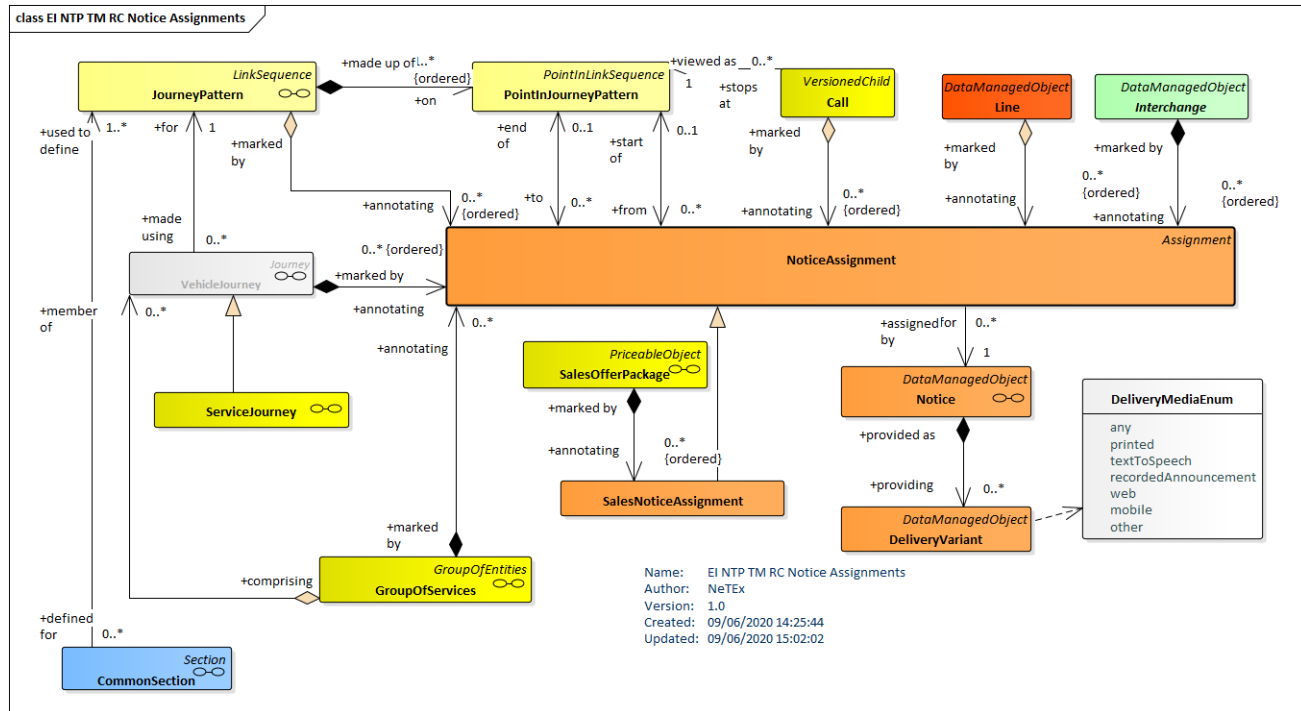 class EI NTP TM RC Notice Assignments
LinkSequence
JourneyPattern
+made up of
1..*
{ordered}
+on
PointInLinkSequence
PointInJourneyPattern
+viewed as
0..*
1
+stops
at
VersionedChild
Call
DataManagedObject
Line
DataManagedObject
Interchange
+used to
define
1..*
+for
1
+marked
by
+end
of
0..1
+start
of
0..1
+marked
by
+marked
by
+marked by
+annotating
0..*
{ordered}
+to
0..*
+from
0..*
+annotating
0..*
{ordered}
+annotating
0..*
{ordered}
+annotating
0..*
{ordered}
+made
using
0..*
0..* {ordered}
Assignment
NoticeAssignment
Journey
VehicleJourney
+marked by
+annotating
+member
of
0..*
0..*
+annotating
+assigned
by
for
0..*
1
PriceableObject
SalesOfferPackage
DataManagedObject
Notice
DeliveryMediaEnum
any
printed
textToSpeech
recordedAnnouncement
web
mobile
other
ServiceJourney
+marked by
+annotating
0..*
{ordered}
+provided as
+providing
0..*
SalesNoticeAssignment
DataManagedObject
DeliveryVariant
+marked
by
+comprising
GroupOfEntities
GroupOfServices
Name: EI NTP TM RC Notice Assignments
Author: NeTEx
Version: 1.0
Created: 09/06/2020 14:25:44
Updated: 09/06/2020 15:02:02
+defined
for
0..*
Section
CommonSection